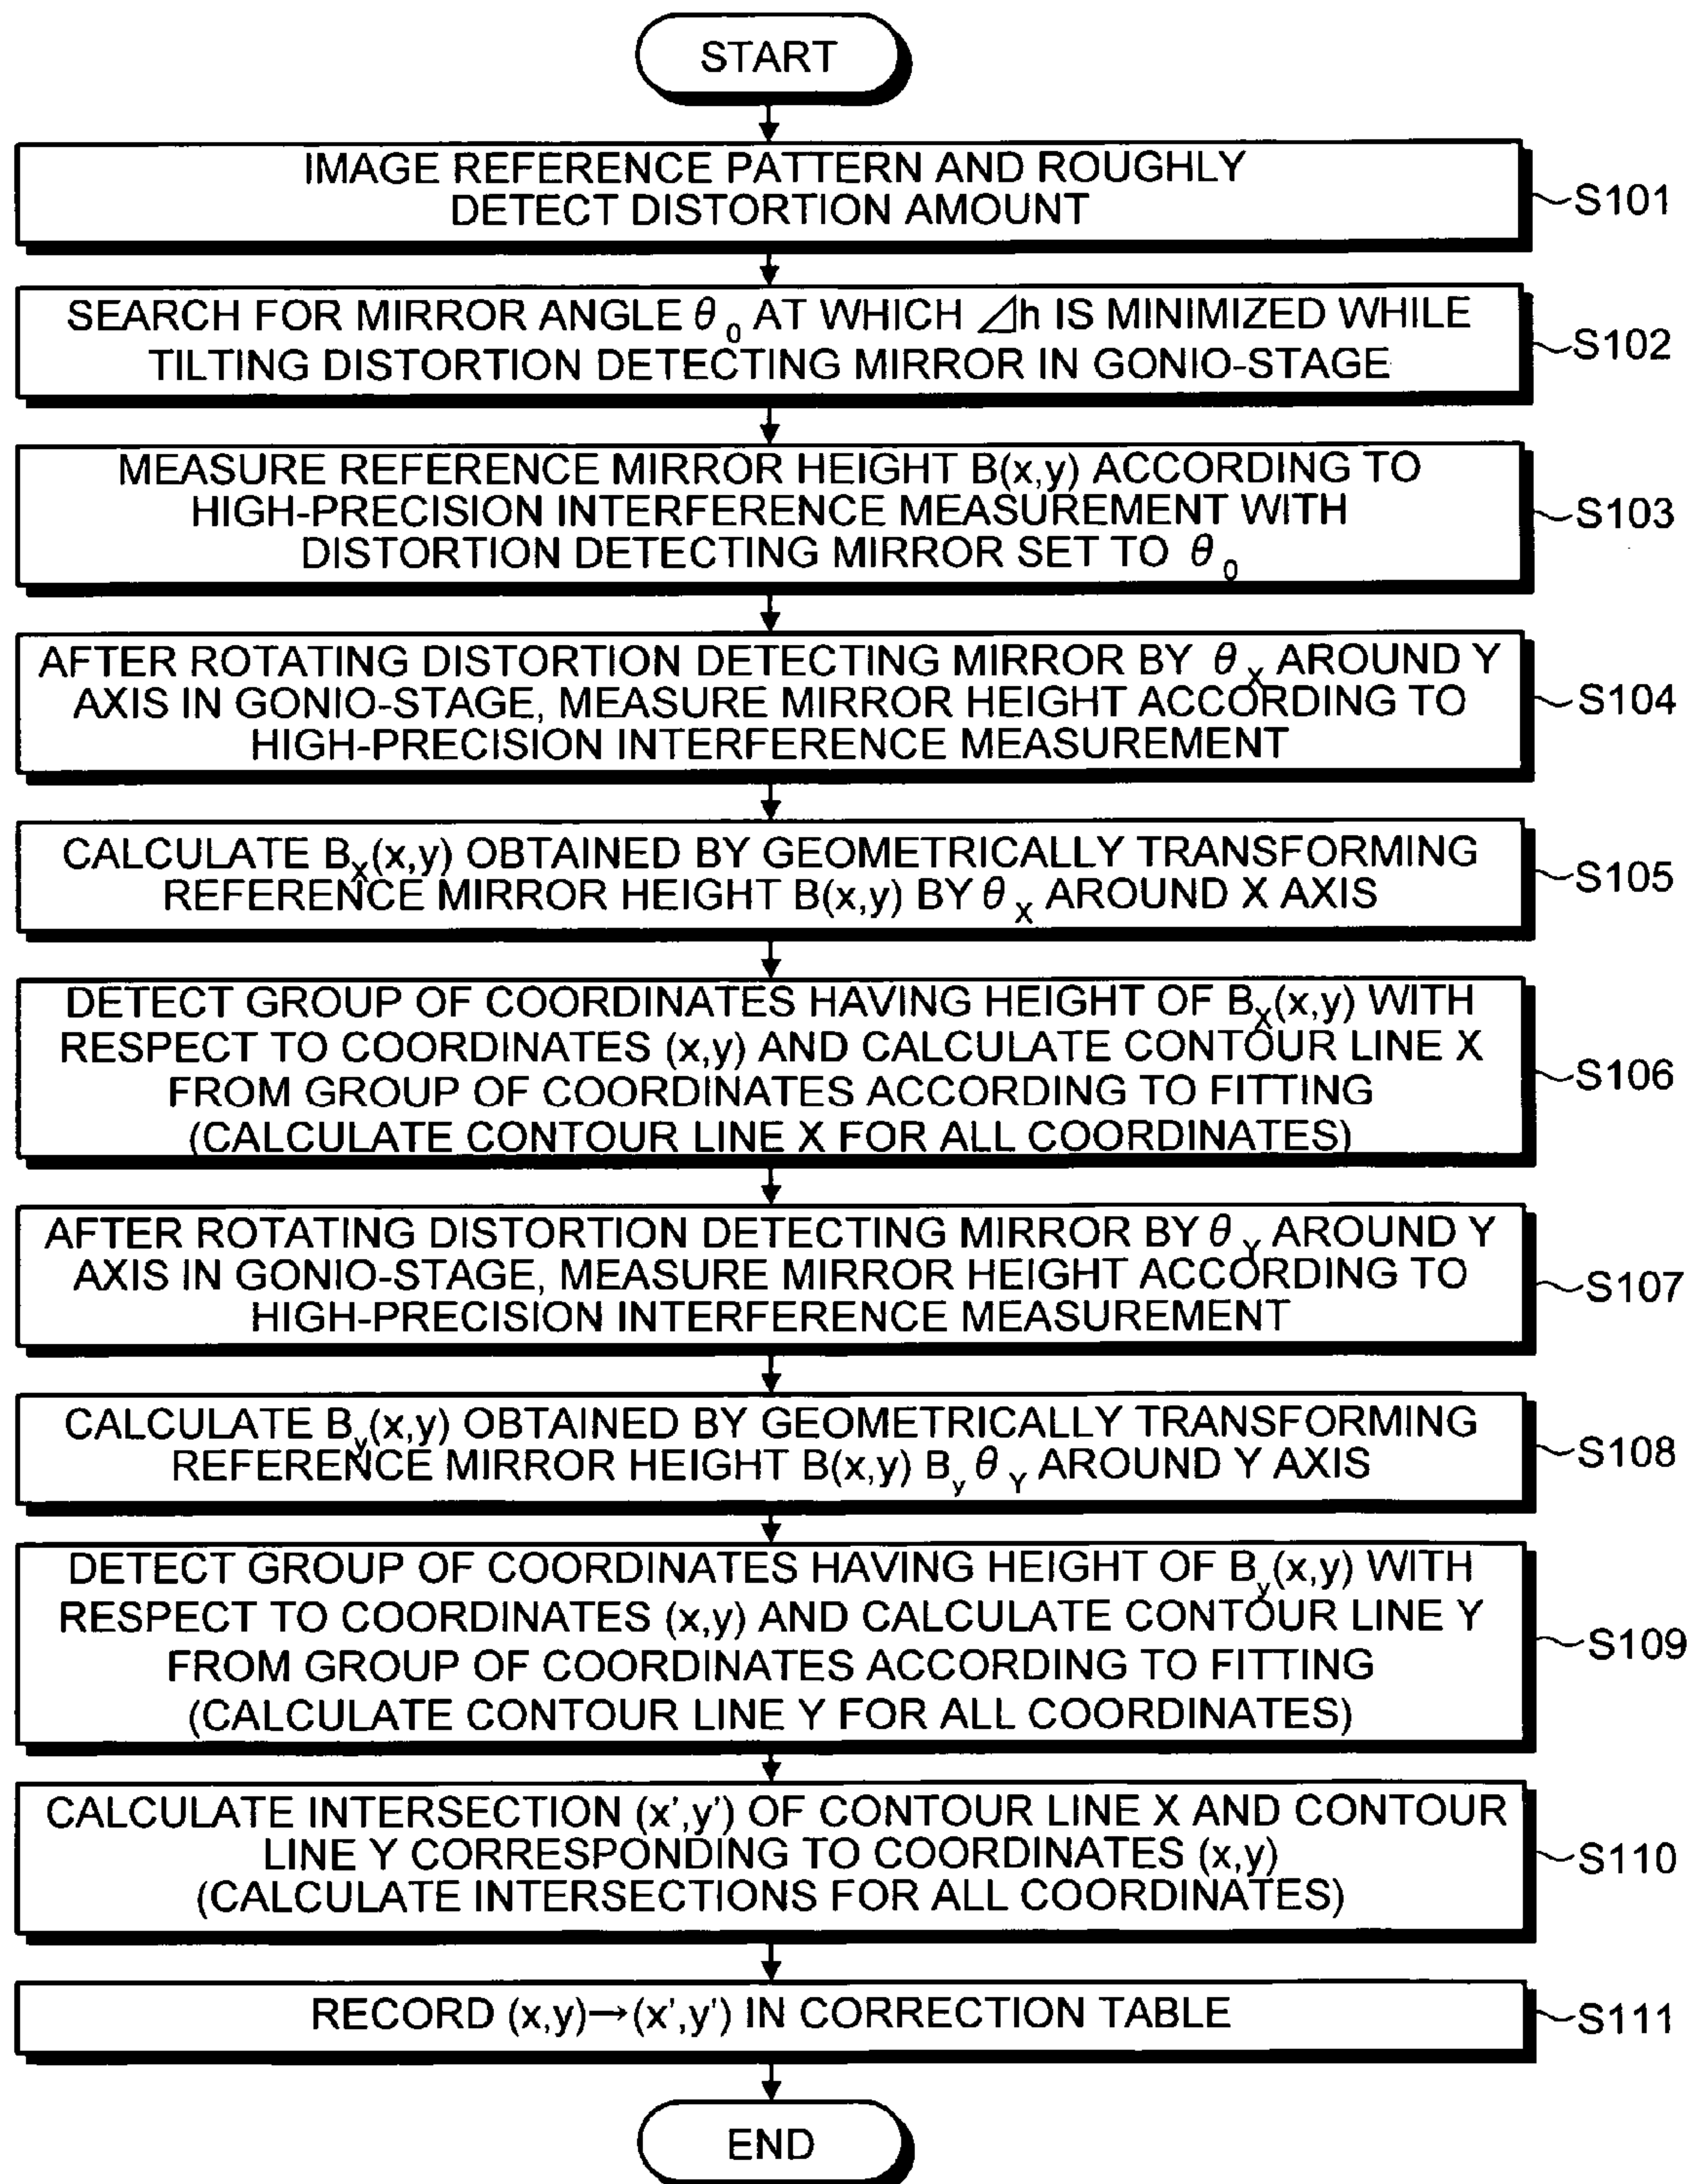 START
IMAGE REFERENCE PATTERN AND ROUGHLY
DETECT DISTORTION AMOUNT
S101
SEARCH FOR MIRROR ANGLE θ₀ AT WHICH ⊿h IS MINIMIZED WHILE
TILTING DISTORTION DETECTING MIRROR IN GONIO-STAGE
S102
MEASURE REFERENCE MIRROR HEIGHT B(x,y) ACCORDING TO
HIGH-PRECISION INTERFERENCE MEASUREMENT WITH
DISTORTION DETECTING MIRROR SET TO θ₀
S103
AFTER ROTATING DISTORTION DETECTING MIRROR BY θX AROUND Y
AXIS IN GONIO-STAGE, MEASURE MIRROR HEIGHT ACCORDING TO
HIGH-PRECISION INTERFERENCE MEASUREMENT
S104
CALCULATE BX(x,y) OBTAINED BY GEOMETRICALLY TRANSFORMING
REFERENCE MIRROR HEIGHT B(x,y) BY θX AROUND X AXIS
S105
DETECT GROUP OF COORDINATES HAVING HEIGHT OF BX(x,y) WITH
RESPECT TO COORDINATES (x,y) AND CALCULATE CONTOUR LINE X
FROM GROUP OF COORDINATES ACCORDING TO FITTING
(CALCULATE CONTOUR LINE X FOR ALL COORDINATES)
S106
AFTER ROTATING DISTORTION DETECTING MIRROR BY θY AROUND Y
AXIS IN GONIO-STAGE, MEASURE MIRROR HEIGHT ACCORDING TO
HIGH-PRECISION INTERFERENCE MEASUREMENT
S107
CALCULATE By(x,y) OBTAINED BY GEOMETRICALLY TRANSFORMING
REFERENCE MIRROR HEIGHT B(x,y) By θY AROUND Y AXIS
S108
DETECT GROUP OF COORDINATES HAVING HEIGHT OF By(x,y) WITH
RESPECT TO COORDINATES (x,y) AND CALCULATE CONTOUR LINE Y
FROM GROUP OF COORDINATES ACCORDING TO FITTING
(CALCULATE CONTOUR LINE Y FOR ALL COORDINATES)
S109
CALCULATE INTERSECTION (x',y') OF CONTOUR LINE X AND CONTOUR
LINE Y CORRESPONDING TO COORDINATES (x,y)
(CALCULATE INTERSECTIONS FOR ALL COORDINATES)
S110
RECORD (x,y)→(x',y') IN CORRECTION TABLE
S111
END